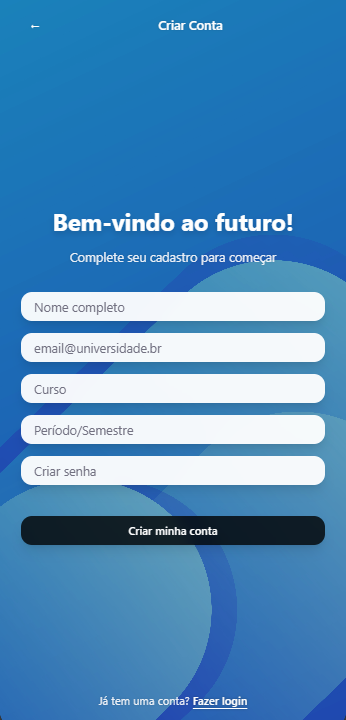 ←
Criar Conta
Bem-vindo ao futuro!
Complete seu cadastro para começar
Nome completo
email@universidade.br
Curso
Período/Semestre
Criar senha
Criar minha conta
Já tem uma conta? Fazer login